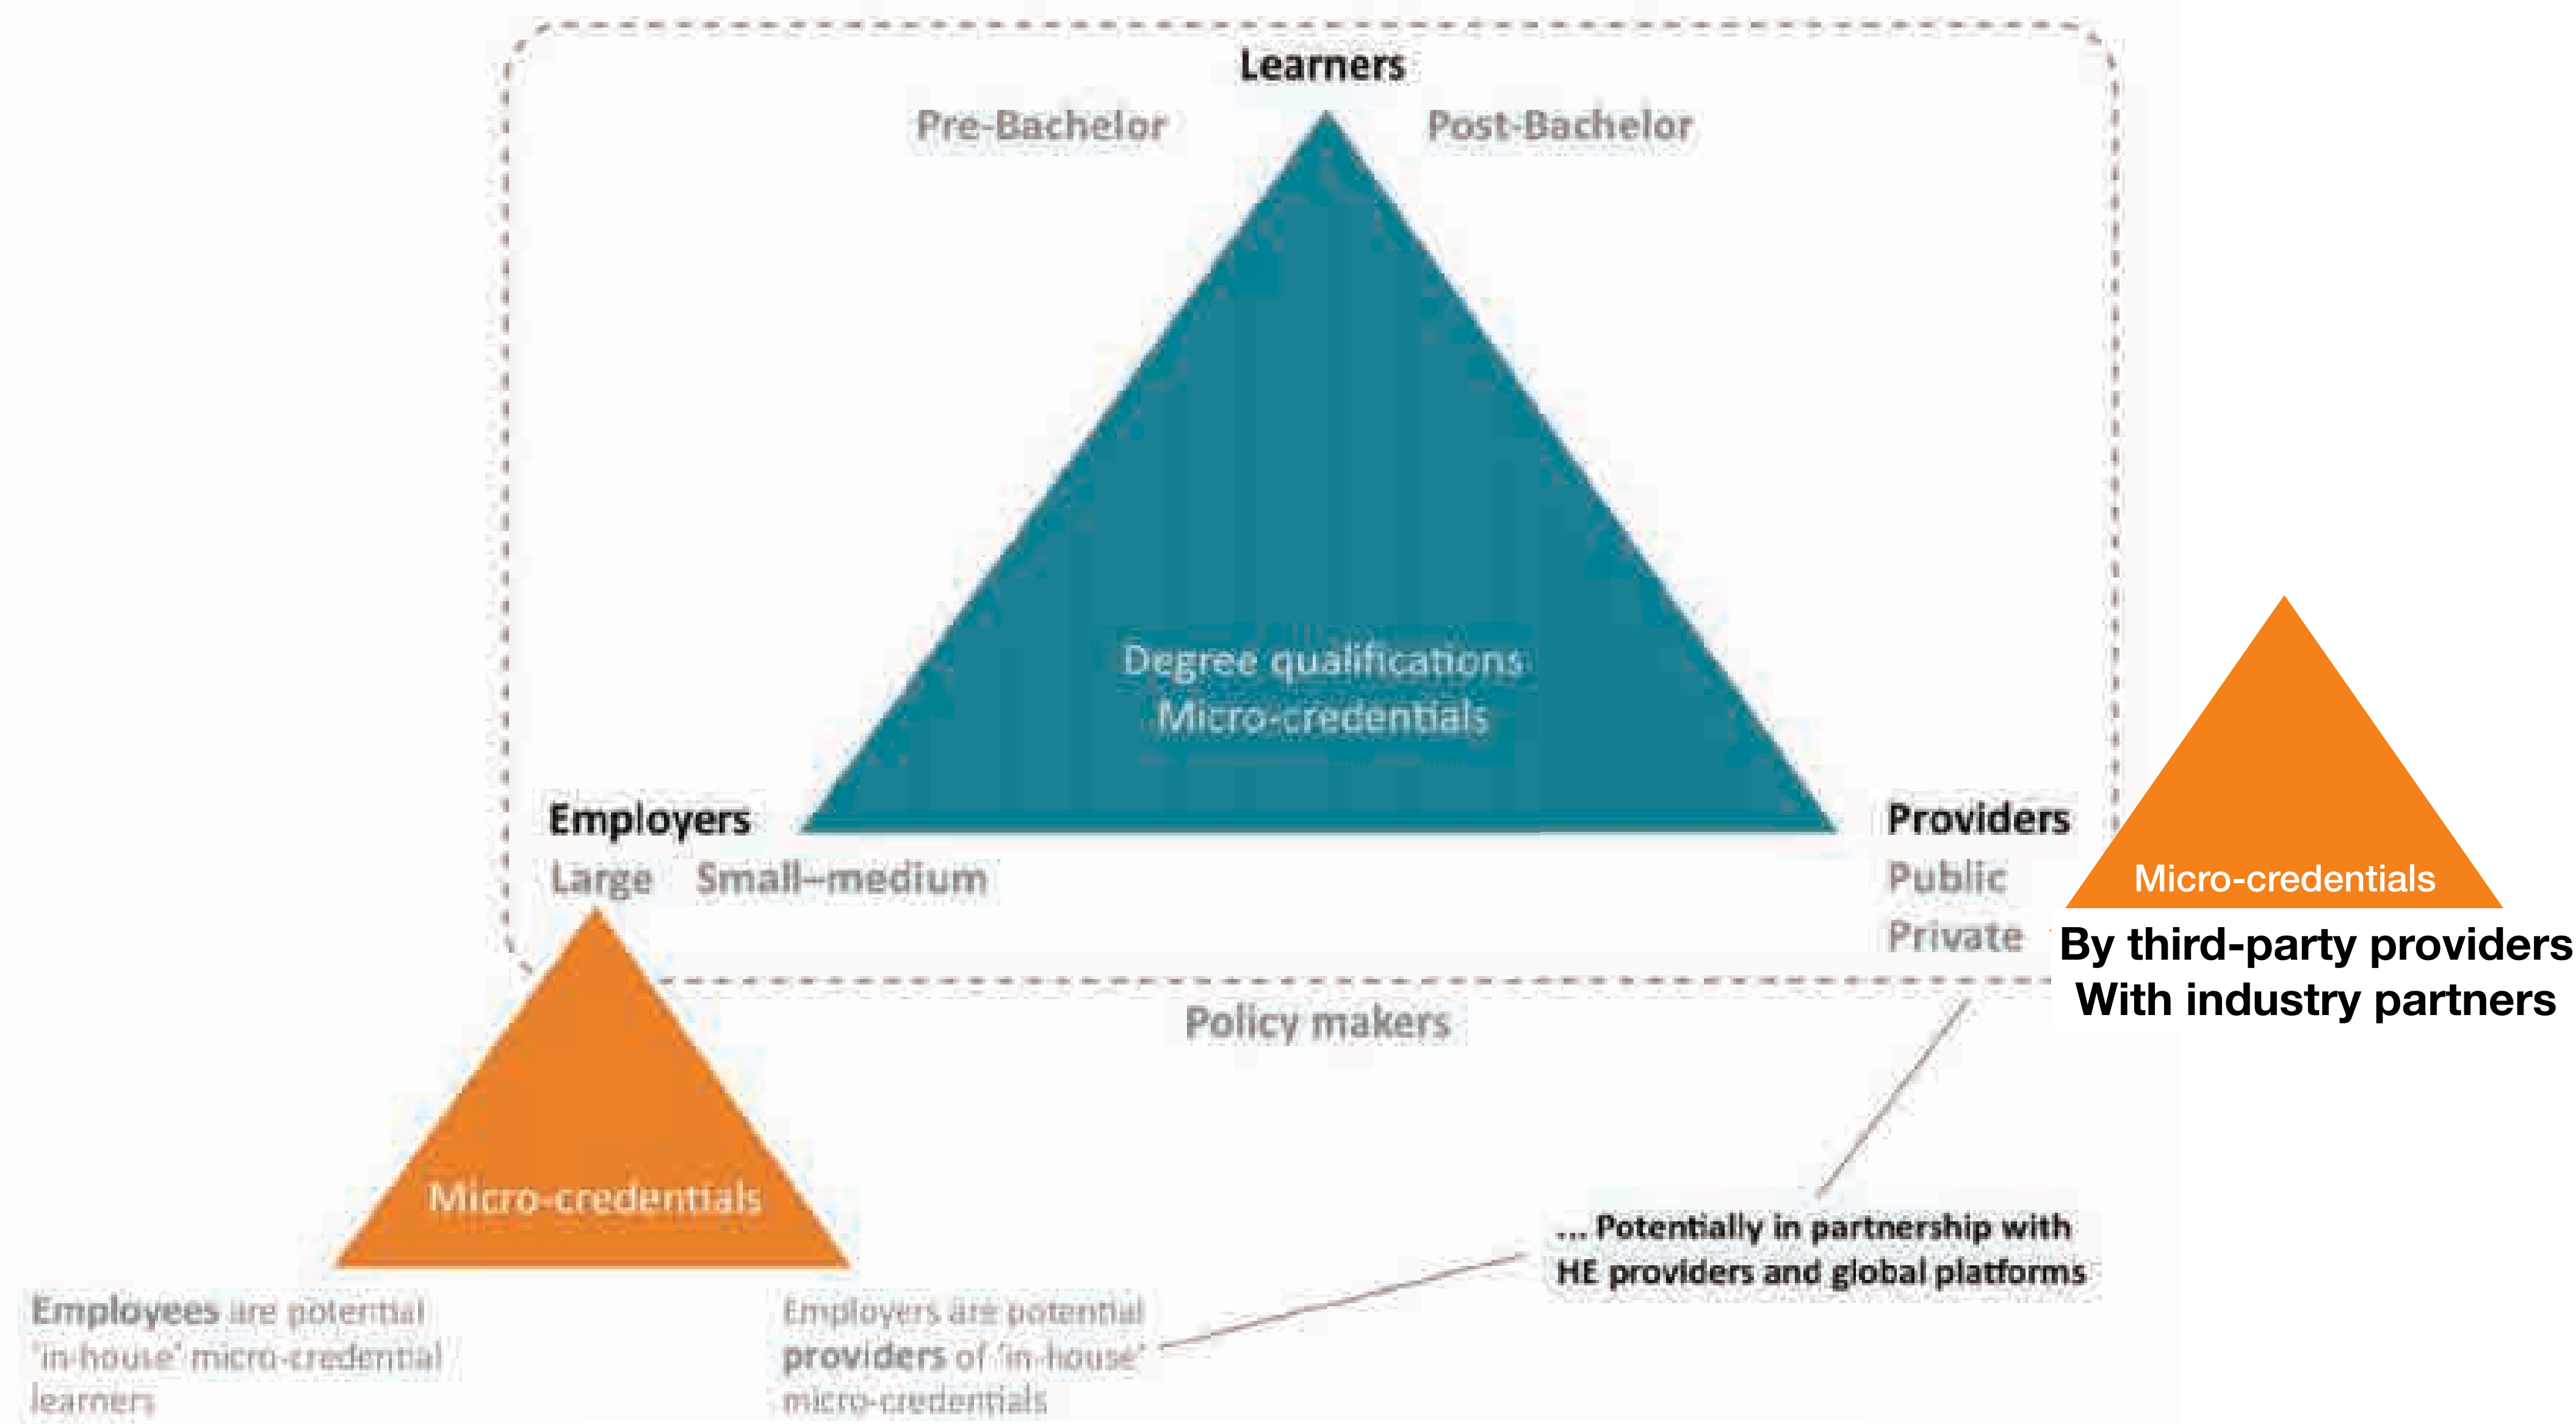 Learners
Pre-Bachelor Post-Bachelor
Degree qualifications
Micro-credentials
Employers
Large Small–medium
Providers
Public
Private
Micro-credentials
By third-party providers
With industry partners
Policy makers
Micro-credentials
... Potentially in partnership with
HE providers and global platforms
Employees are potential
'in-house' micro-credential
learners
Employers are potential
providers of 'in-house'
micro-credentials